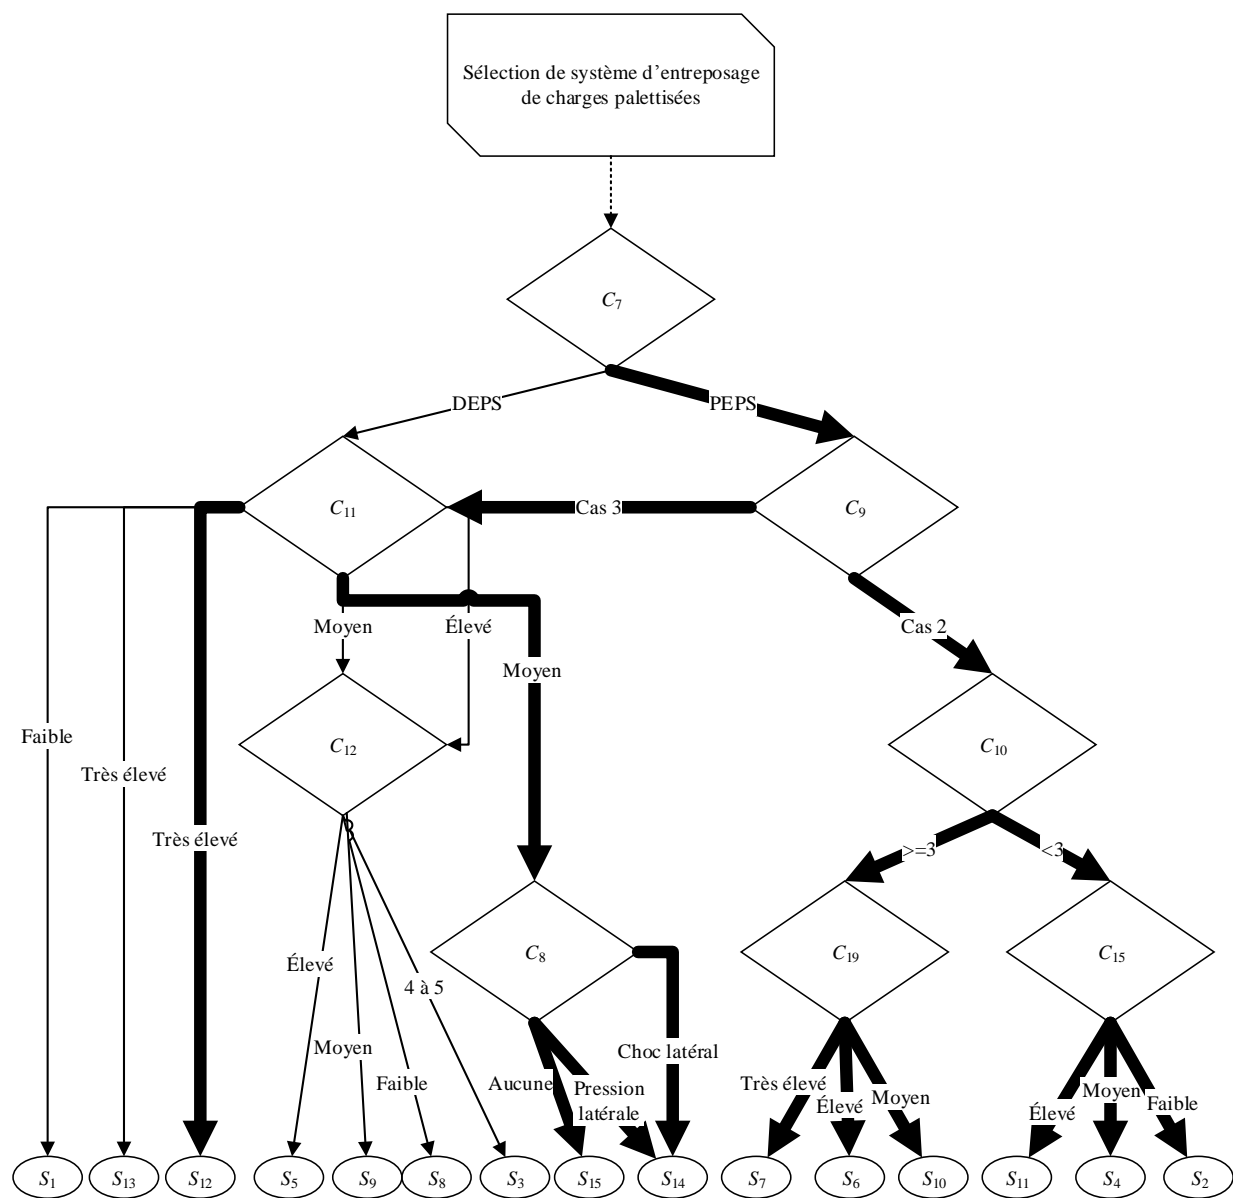 Sélection de système d'entreposage
de charges palettisées
C7
DEPS
PEPS
C11
Cas 3
C9
Moyen
Élevé
Cas 2
Moyen
Faible
C12
C10
Très élevé
Très élevé
>=3
<3
C8
C19
C15
Élevé
4 à 5
Moyen
Choc latéral
Faible
Aucune
Pression
latérale
Très élevé
Élevé
Moyen
Élevé
Moyen
Faible
S1
S13
S12
S5
S9
S8
S3
S15
S14
S7
S6
S10
S11
S4
S2